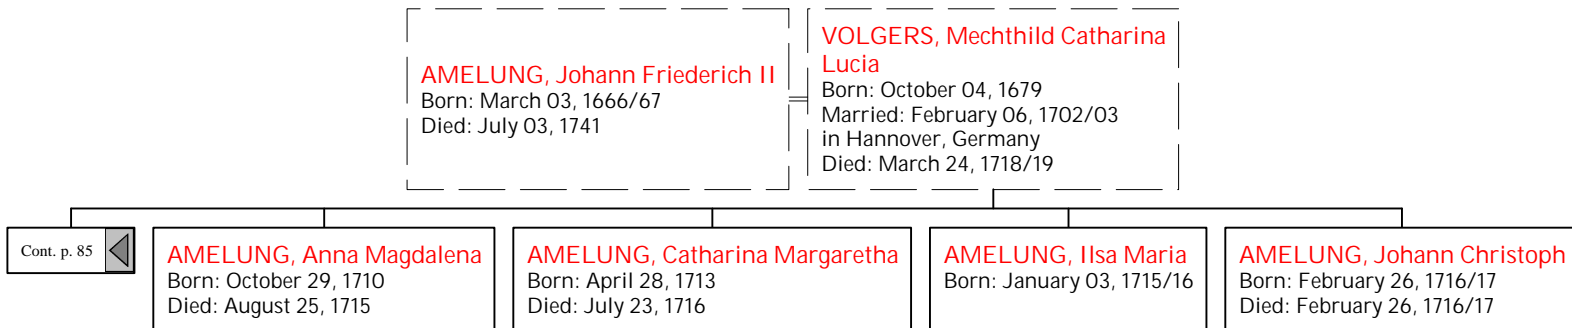 AMELUNG, Johann Friederich II
Born: March 03, 1666/67
Died: July 03, 1741
VOLGERS, Mechthild Catharina
Lucia
Born: October 04, 1679
Married: February 06, 1702/03
in Hannover, Germany
Died: March 24, 1718/19
Cont. p. 85
AMELUNG, Anna Magdalena
Born: October 29, 1710
Died: August 25, 1715
AMELUNG, Catharina Margaretha
Born: April 28, 1713
Died: July 23, 1716
AMELUNG, Ilsa Maria
Born: January 03, 1715/16
AMELUNG, Johann Christoph
Born: February 26, 1716/17
Died: February 26, 1716/17